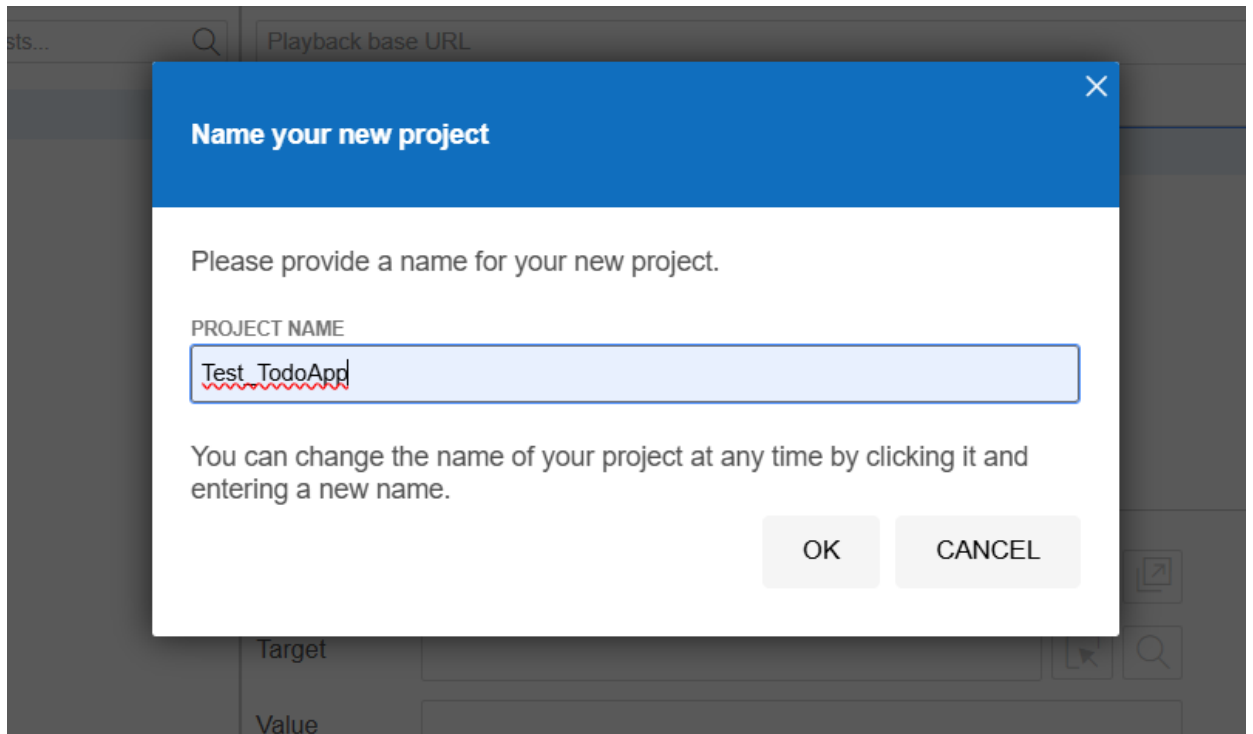 sts...
Playback base URL
Name your new project
Please provide a name for your new project.
PROJECT NAME
Test_TodoApp
You can change the name of your project at any time by clicking it and
entering a new name.
OK
CANCEL
Target
Value